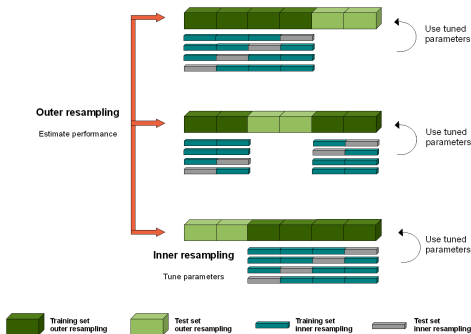 Use tuned
parameters
Outer resampling
Estimate performance
Use tuned
parameters
Inner resampling
Tune parameters
Use tuned
parameters
Training set
outer resampling
Test set
outer resampling
Training set
inner resampling
Test set
inner resampling